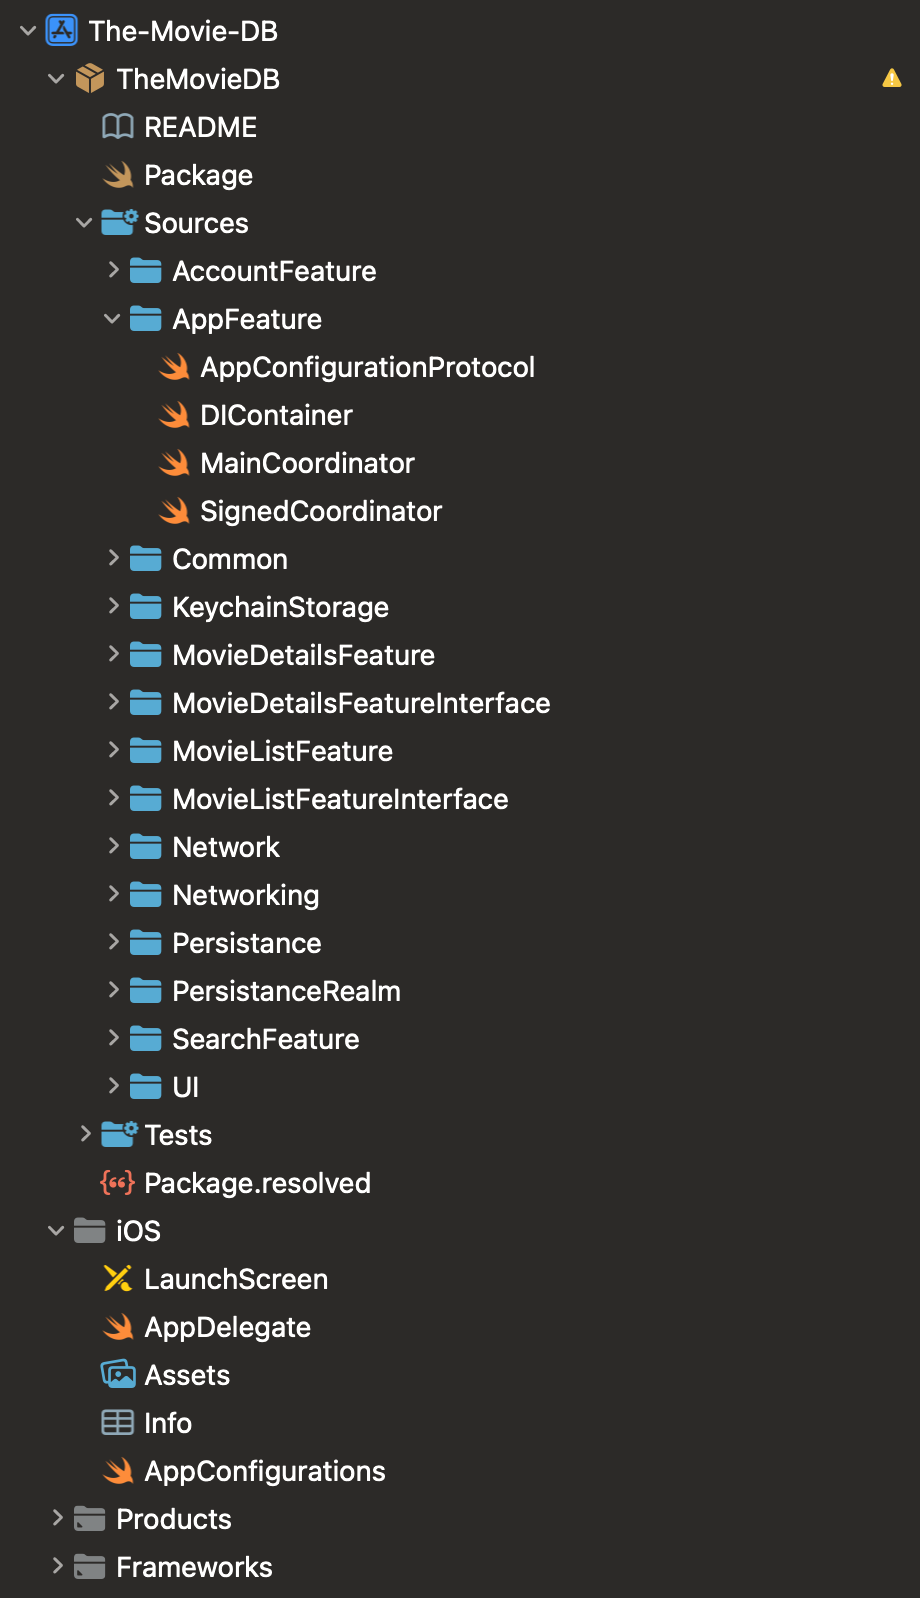 The-Movie-DB
TheMovieDB
README
Package
Sources
AccountFeature
AppFeature
AppConfigurationProtocol
DIContainer
MainCoordinator
SignedCoordinator
Common
KeychainStorage
MovieDetailsFeature
MovieDetailsFeatureInterface
MovieListFeature
MovieListFeatureInterface
Network
Networking
Persistance
PersistanceRealm
SearchFeature
UI
Tests
Package.resolved
iOS
LaunchScreen
AppDelegate
Assets
Info
AppConfigurations
Products
Frameworks